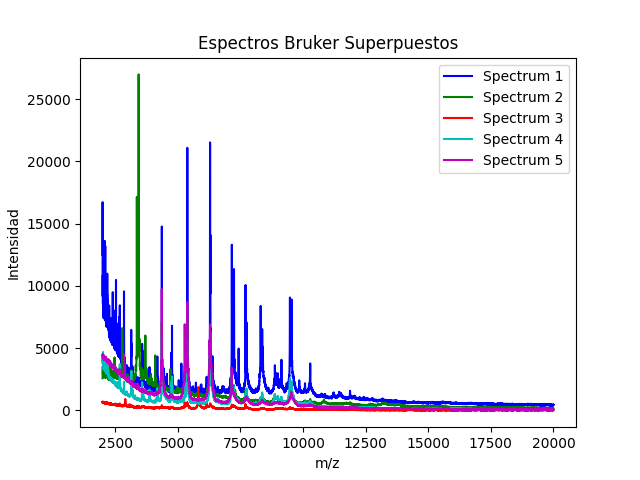 Espectros Bruker Superpuestos
Spectrum 1
Spectrum 2
Spectrum 3
Spectrum 4
Spectrum 5
Intensidad
25000
20000
15000
10000
5000
0
2500 5000 7500 10000 12500 15000 17500 20000
m/z